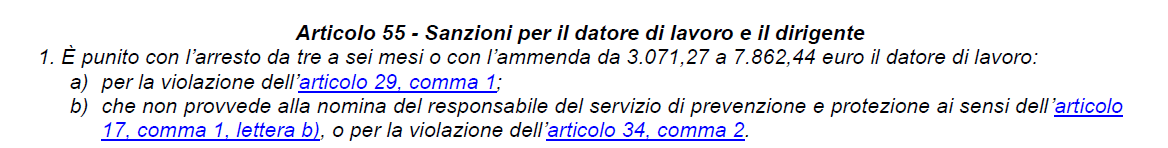 Articolo 55 - Sanzioni per il datore di lavoro e il dirigente
1. È punito con l’arresto da tre a sei mesi o con l’ammenda da 3.071,27 a 7.862,44 euro il datore di lavoro:
a) per la violazione dell’articolo 29, comma 1;
b) che non provvede alla nomina del responsabile del servizio di prevenzione e protezione ai sensi dell’articolo
17, comma 1, lettera b), o per la violazione dell’articolo 34, comma 2.